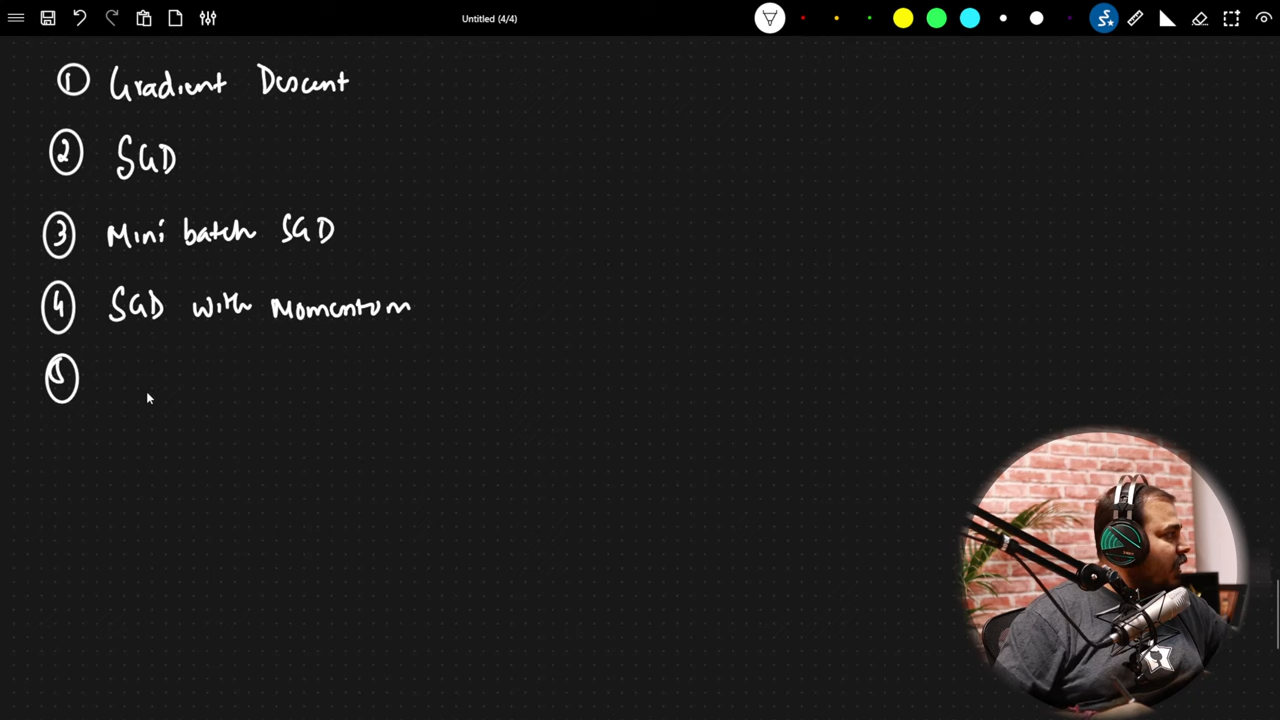 Untitled (4/4)
① Gradient Descent
② SGD
③ Mini batch SGD
④ SGD with Momentum
⑤